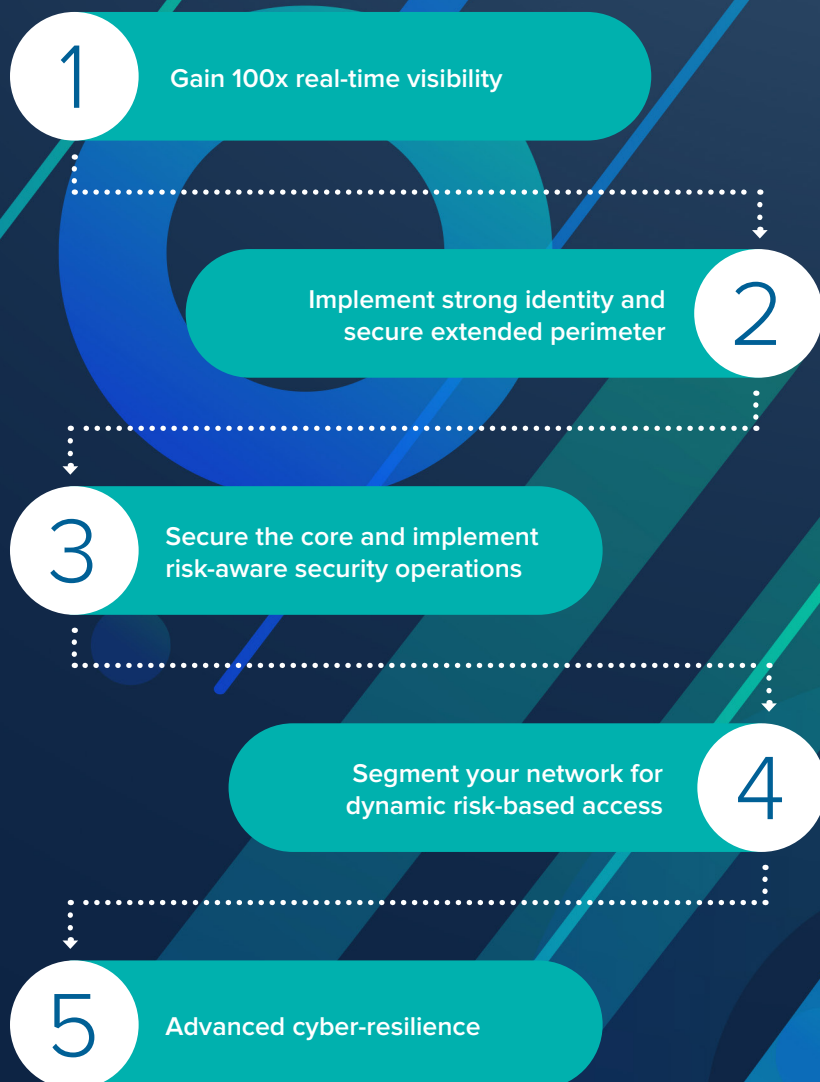 1
Gain 100x real-time visibility
Implement strong identity and
secure extended perimeter
2
3
Secure the core and implement
risk-aware security operations
Segment your network for
dynamic risk-based access
4
5
Advanced cyber-resilience